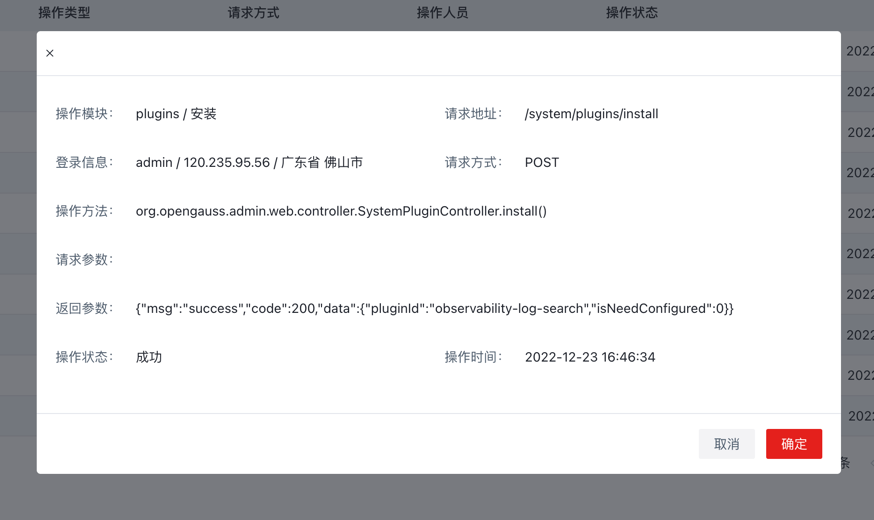 操作类型 请求方式 操作人员 操作状态
×
操作模块： plugins / 安装 请求地址： /system/plugins/install
登录信息： admin / 120.235.95.56 / 广东省 佛山市 请求方式： POST
操作方法： org.opengauss.admin.web.controller.SystemPluginController.install()
请求参数：
返回参数： {"msg":"success","code":200,"data":{"pluginId":"observability-log-search","isNeedConfigured":0}}
操作状态： 成功 操作时间： 2022-12-23 16:46:34
取消 确定
2022
2022
2022
2022
2022
2022
2022
2022
2022
2022
条